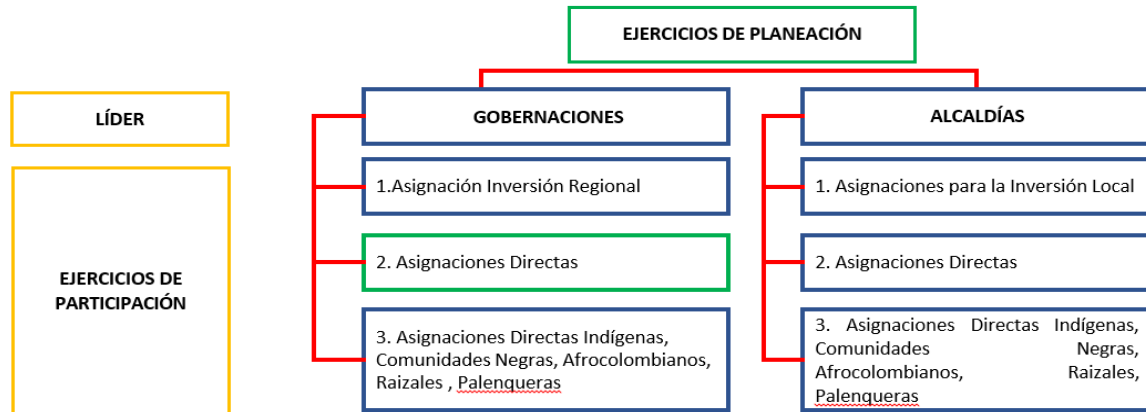 EJERCICIOS DE PLANEACIÓN
LÍDER
GOBERNACIONES
ALCALDÍAS
EJERCICIOS DE
PARTICIPACIÓN
1.Asignación Inversión Regional
2. Asignaciones Directas
3. Asignaciones Directas Indígenas,
Comunidades Negras, Afrocolombianos,
Raizales , Palenqueras
1. Asignaciones para la Inversión Local
2. Asignaciones Directas
3. Asignaciones Directas Indígenas,
Comunidades Negras,
Afrocolombianos, Raizales,
Palenqueras